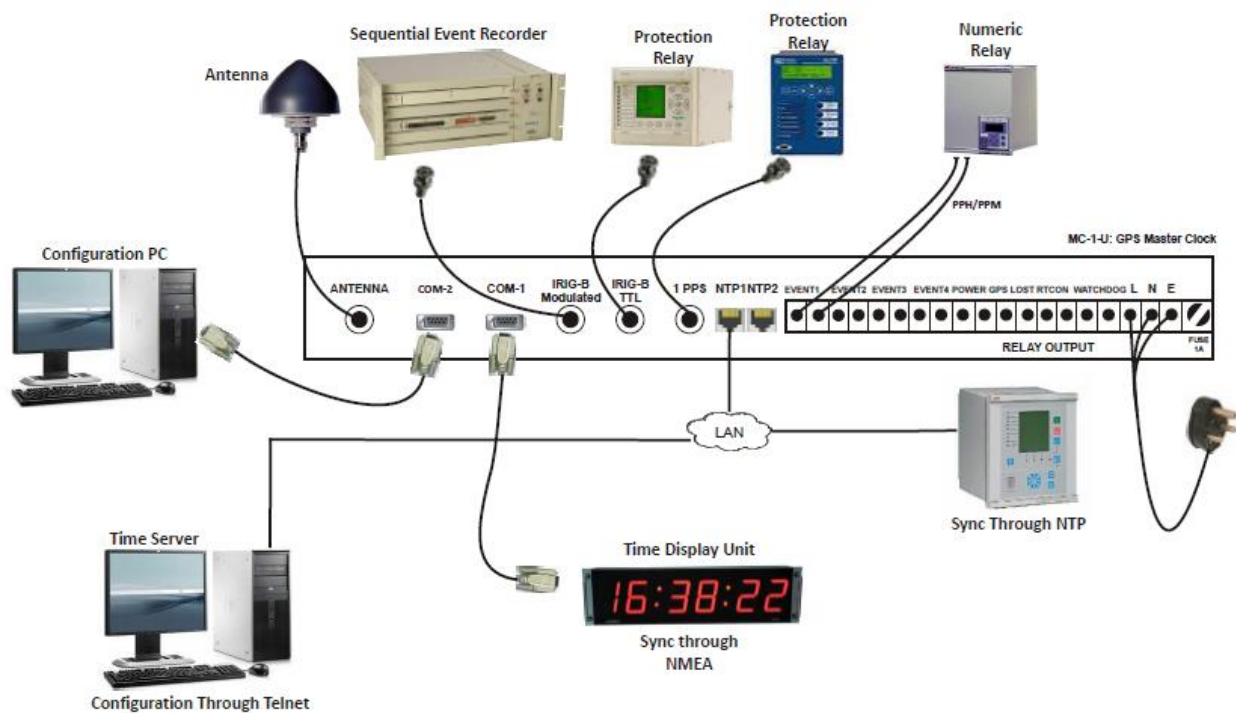 Sequential Event Recorder
Protection
Relay
Protection
Relay
Numeric
Relay
Antenna
PPH/PPM
Configuration PC
MC-1-U: GPS Master Clock
ANTENNA
COM-2
COM-1
IRIG-B
Modulated
IRIG-B
TTL
1 PPS
NTP1 NTP2
EVENT1 EVENT2 EVENT3 EVENT4 POWER GPS LOST RTCON WATCHDOG L N E
RELAY OUTPUT
FUSE
1A
LAN
Sync Through NTP
Time Server
Time Display Unit
16:38:22
Sync through
NMEA
Configuration Through Telnet